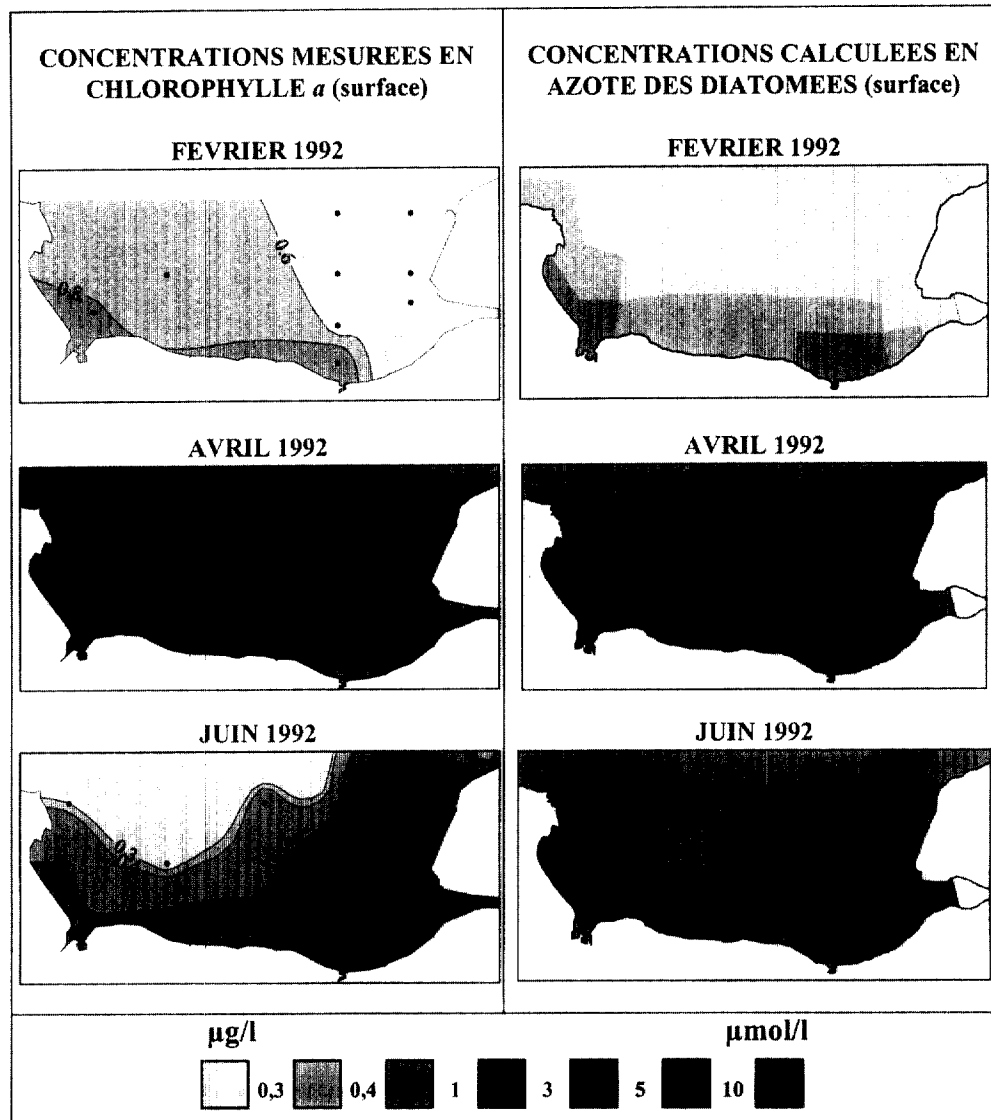 CONCENTRATIONS MESUREES EN
CHLOROPHYLLE a (surface)
FEVRIER 1992
0,8
AVRIL 1992
JUIN 1992
CONCENTRATIONS CALCULEES EN
AZOTE DES DIATOMEES (surface)
FEVRIER 1992
AVRIL 1992
JUIN 1992
µg/l
µmol/l
0,3 0,4 1 3 5 10